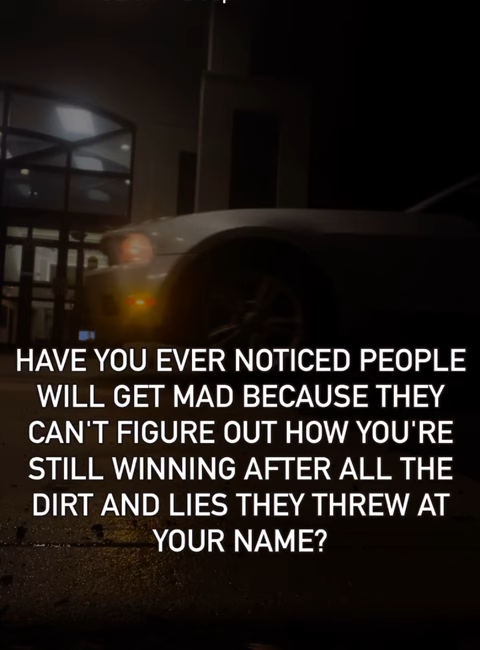 HAVE YOU EVER NOTICED PEOPLE
WILL GET MAD BECAUSE THEY
CAN'T FIGURE OUT HOW YOU'RE
STILL WINNING AFTER ALL THE
DIRT AND LIES THEY THREW AT
YOUR NAME?